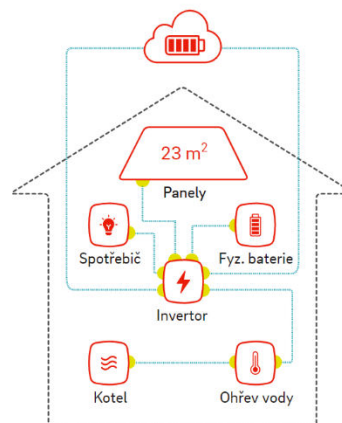 23 m²
Panely
Spotřebič
Fyz. baterie
Invertor
Kotel
Ohřev vody